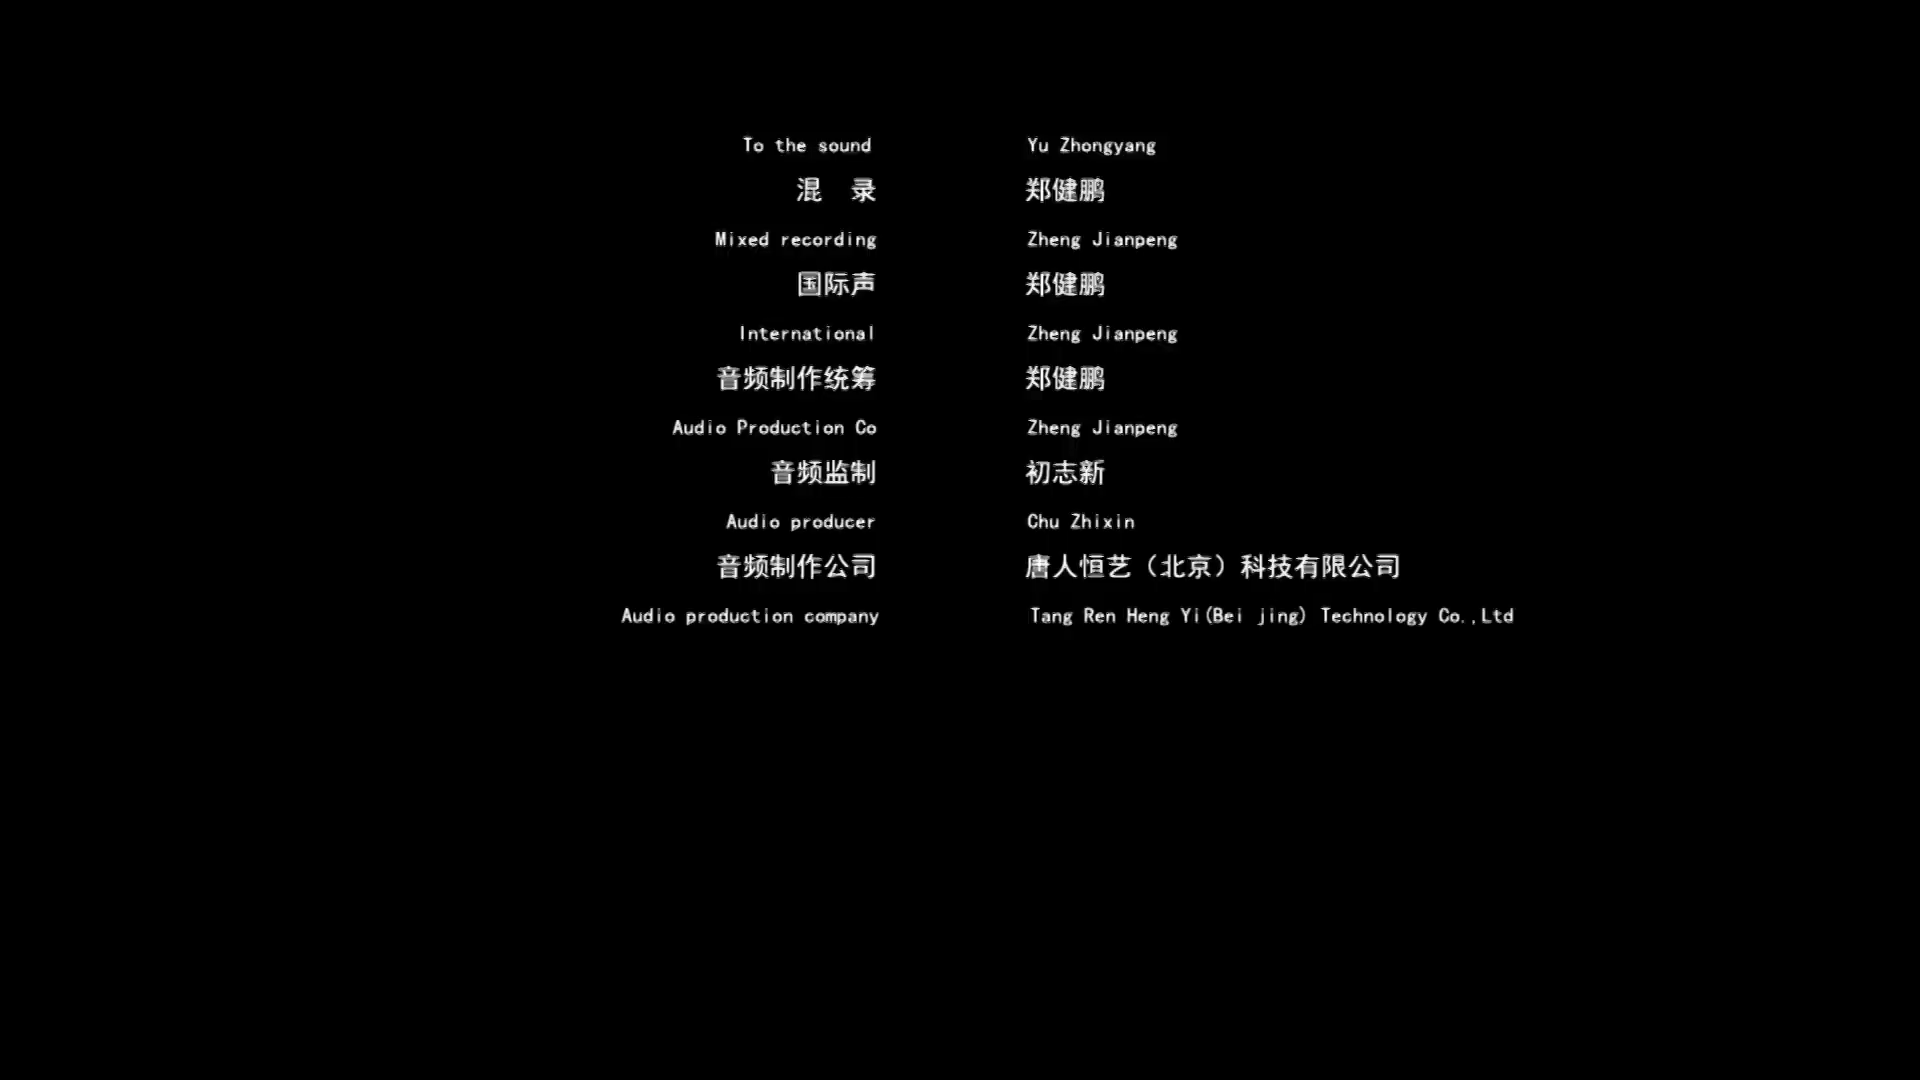 To the sound Yu Zhongyang
混 录 郑健鹏
Mixed recording Zheng Jianpeng
国际声 郑健鹏
International Zheng Jianpeng
音频制作统筹 郑健鹏
Audio Production Co Zheng Jianpeng
音频监制 初志新
Audio producer Chu Zhixin
音频制作公司 唐人恒艺（北京）科技有限公司
Audio production company Tang Ren Heng Yi(Bei jing) Technology Co.,Ltd